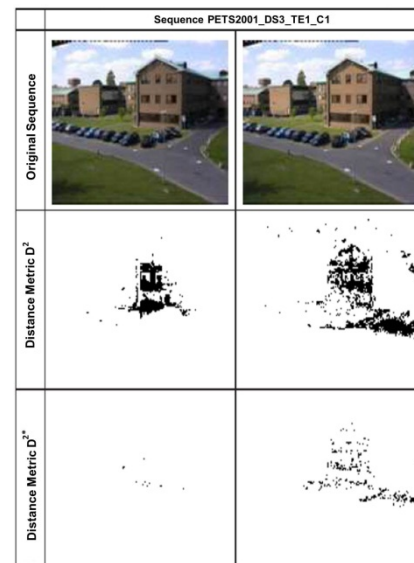 Sequence PETS2001_DS3_TE1_C1
Original Sequence
Distance Metric D²
Distance Metric D²*